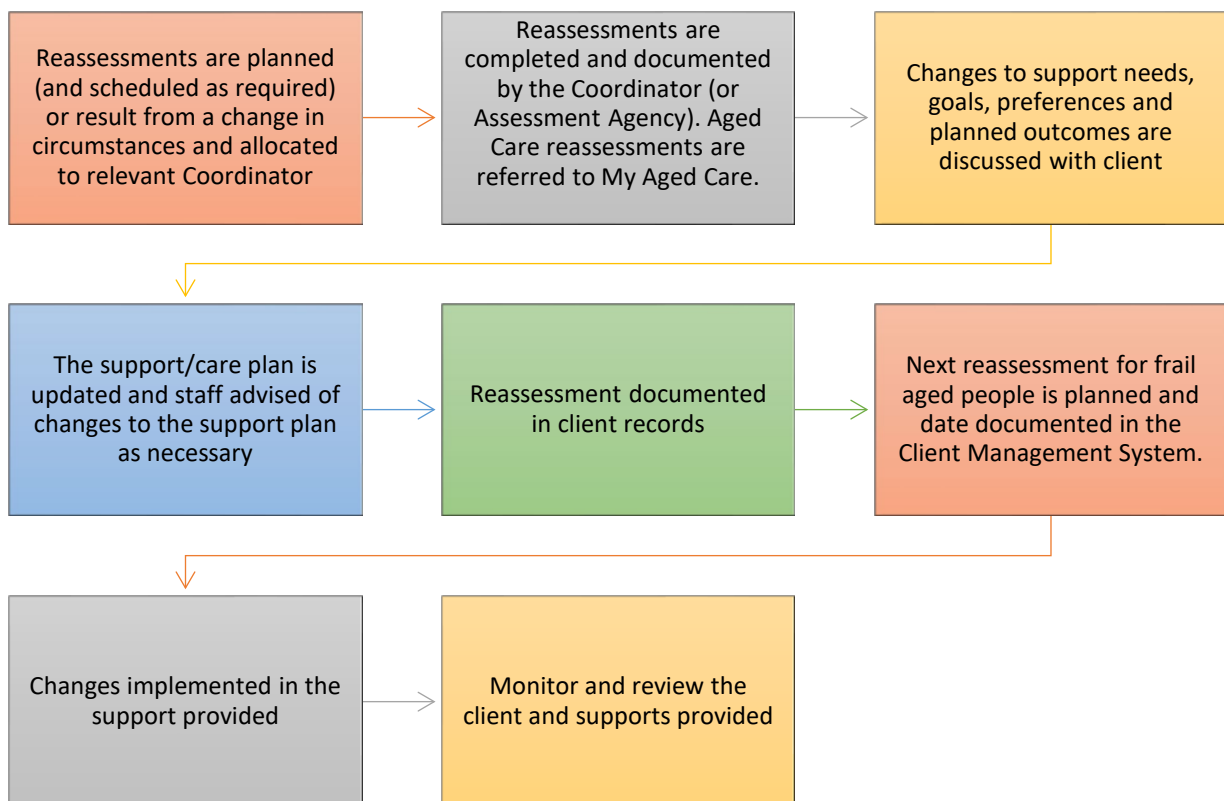 Reassessments are planned
(and scheduled as required)
or result from a change in
circumstances and allocated
to relevant Coordinator
Reassessments are
completed and documented
by the Coordinator (or
Assessment Agency). Aged
Care reassessments are
referred to My Aged Care.
Changes to support needs,
goals, preferences and
planned outcomes are
discussed with client
The support/care plan is
updated and staff advised of
changes to the support plan
as necessary
Reassessment documented
in client records
Next reassessment for frail
aged people is planned and
date documented in the
Client Management System.
Changes implemented in the
support provided
Monitor and review the
client and supports provided